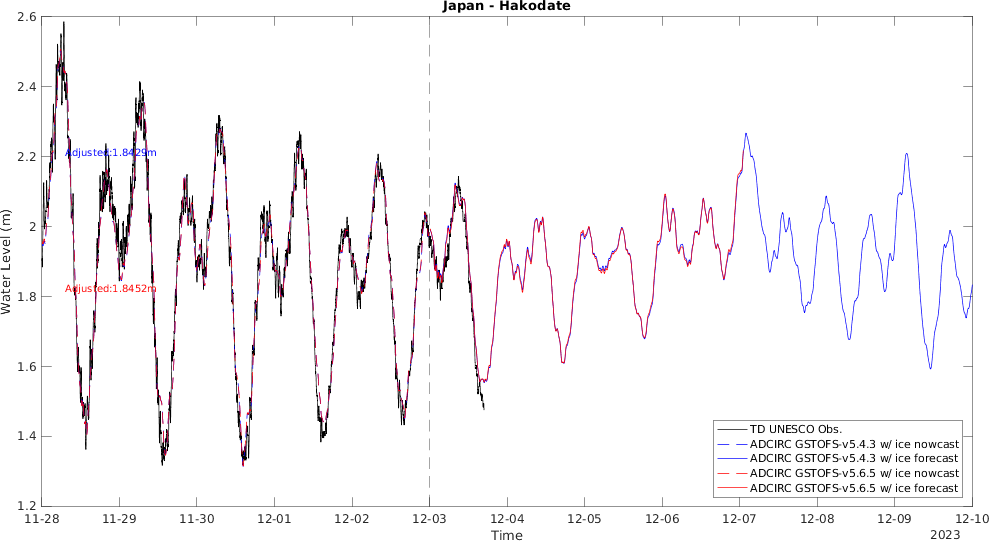 Japan - Hakodate
2.6
2.4
2.2
2
1.8
1.6
1.4
1.2
Water Level (m)
Adjusted:1.8429m
Adjusted:1.8452m
TD UNESCO Obs.
ADCIRC GSTOFS-v5.4.3 w/ ice nowcast
ADCIRC GSTOFS-v5.4.3 w/ ice forecast
ADCIRC GSTOFS-v5.6.5 w/ ice nowcast
ADCIRC GSTOFS-v5.6.5 w/ ice forecast
11-28 11-29 11-30 12-01 12-02 12-03 12-04 12-05 12-06 12-07 12-08 12-09 12-10
Time
2023